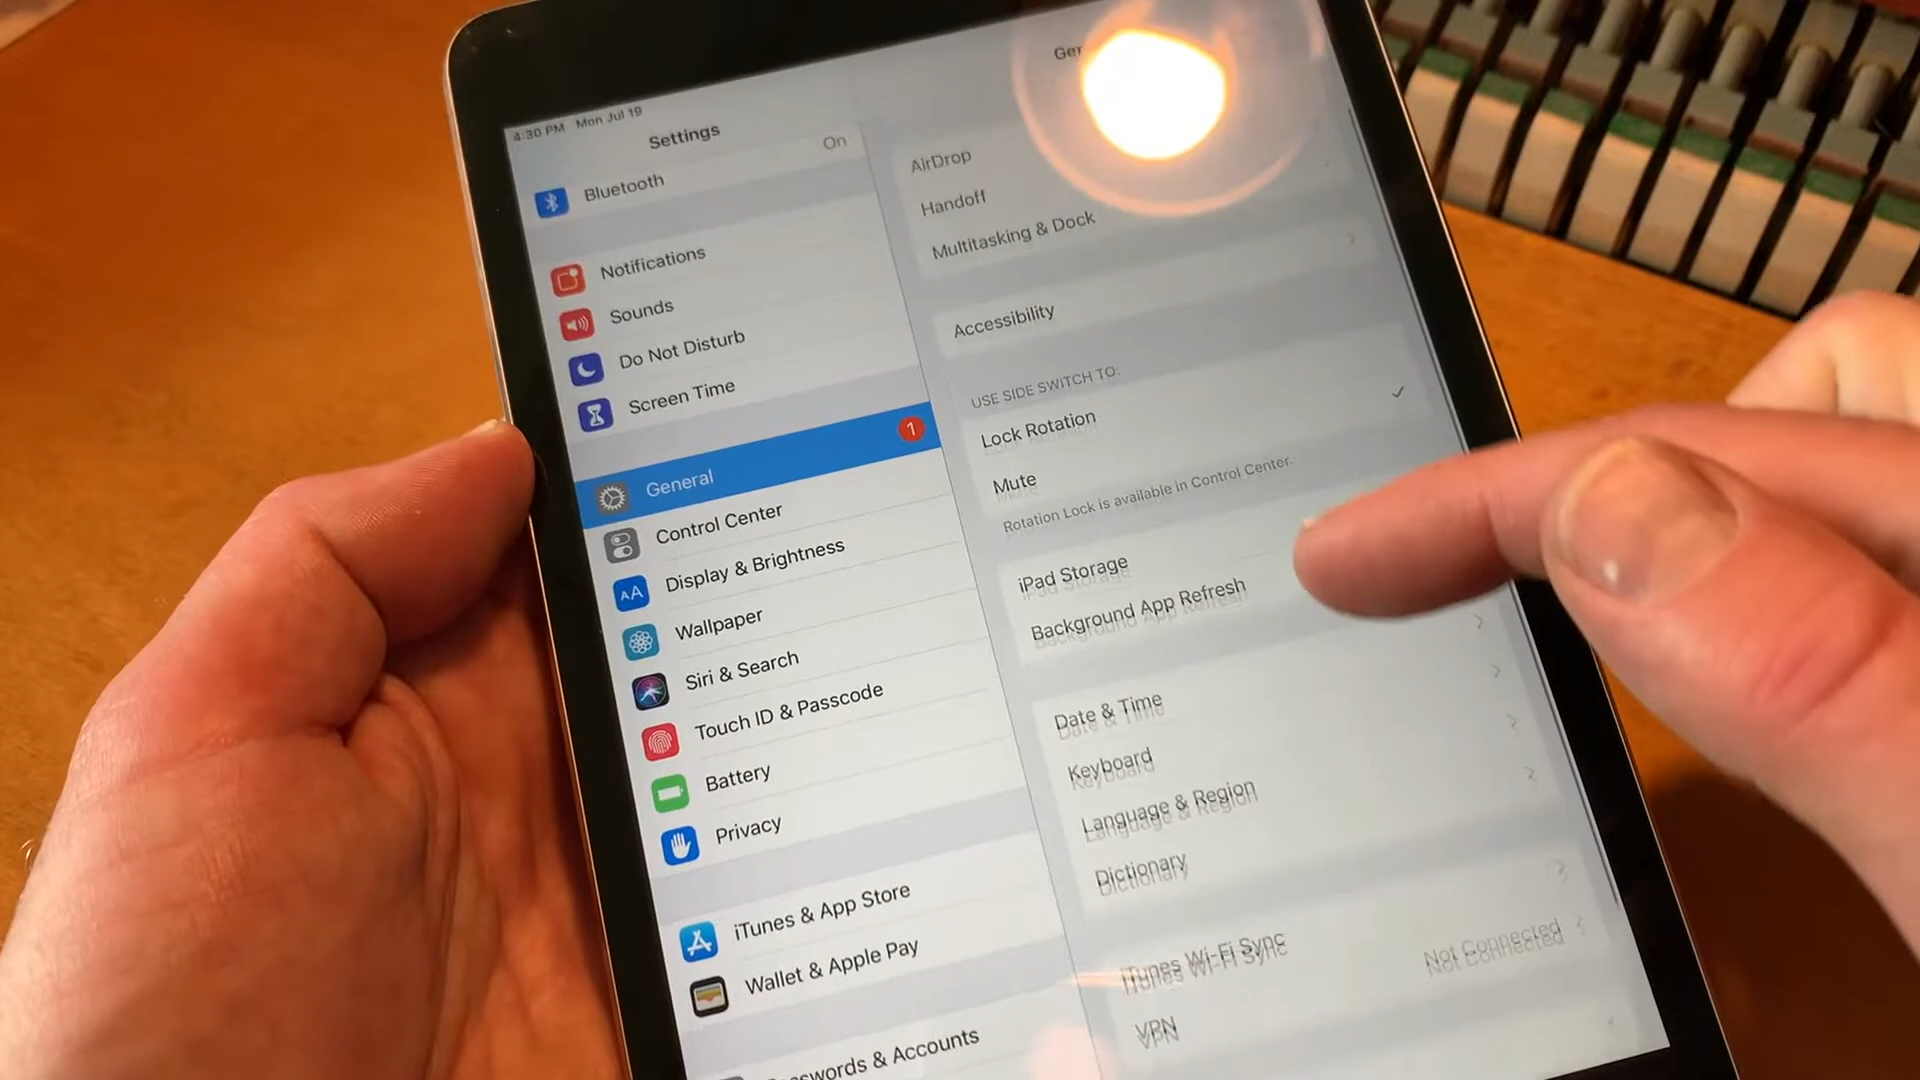 4:30 PM Mon Jul 19
Settings
On
Bluetooth
Notifications
Sounds
Do Not Disturb
Screen Time
General
1
Control Center
AA
Display & Brightness
Wallpaper
Siri & Search
Touch ID & Passcode
Battery
Privacy
iTunes & App Store
Wallet & Apple Pay
& Accounts
AirDrop
Handoff
Multitasking & Dock
Accessibility
USE SIDE SWITCH TO:
Lock Rotation
Mute
Rotation Lock is available in Control Center.
iPad Storage
Background App Refresh
Date & Time
Keyboard
Language & Region
Dictionary
iTunes Wi-Fi Sync
Not Connected
VPN